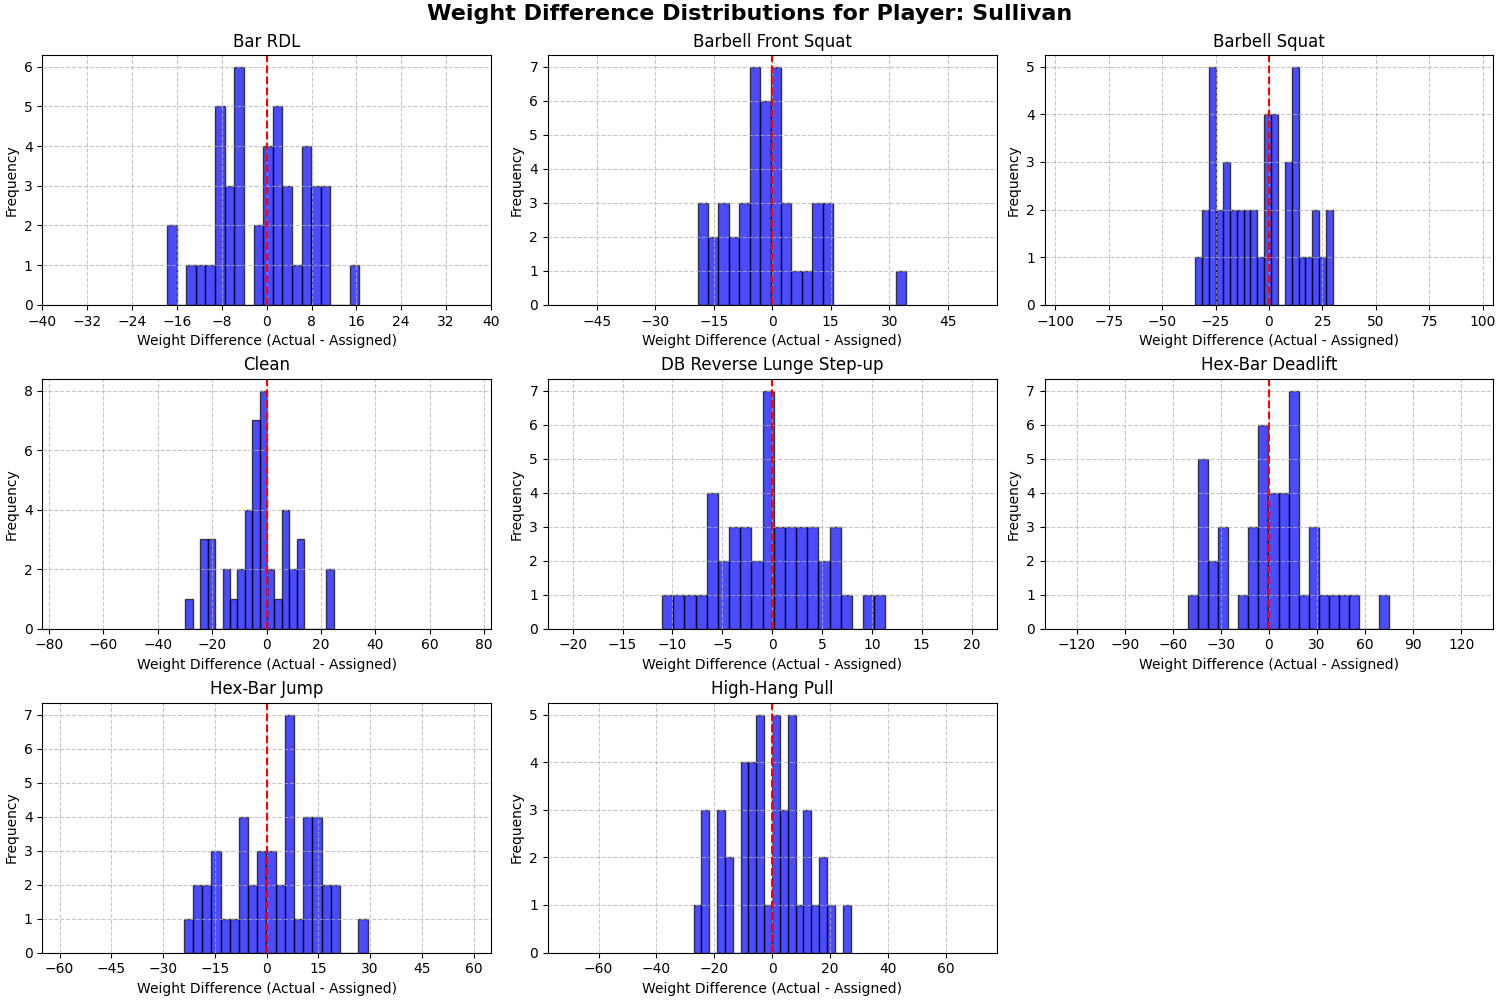 Weight Difference Distributions for Player: Sullivan
Bar RDL
Frequency
6
5
4
3
2
1
0
−40 −32 −24 −16 −8 0 8 16 24 32 40
Weight Difference (Actual - Assigned)
Barbell Front Squat
Frequency
7
6
5
4
3
2
1
0
−45 −30 −15 0 15 30 45
Weight Difference (Actual - Assigned)
Barbell Squat
Frequency
5
4
3
2
1
0
−100 −75 −50 −25 0 25 50 75 100
Weight Difference (Actual - Assigned)
Clean
Frequency
8
6
4
2
0
−80 −60 −40 −20 0 20 40 60 80
Weight Difference (Actual - Assigned)
DB Reverse Lunge Step-up
Frequency
7
6
5
4
3
2
1
0
−20 −15 −10 −5 0 5 10 15 20
Weight Difference (Actual - Assigned)
Hex-Bar Deadlift
Frequency
7
6
5
4
3
2
1
0
−120 −90 −60 −30 0 30 60 90 120
Weight Difference (Actual - Assigned)
Hex-Bar Jump
Frequency
7
6
5
4
3
2
1
0
−60 −45 −30 −15 0 15 30 45 60
Weight Difference (Actual - Assigned)
High-Hang Pull
Frequency
5
4
3
2
1
0
−60 −40 −20 0 20 40 60
Weight Difference (Actual - Assigned)